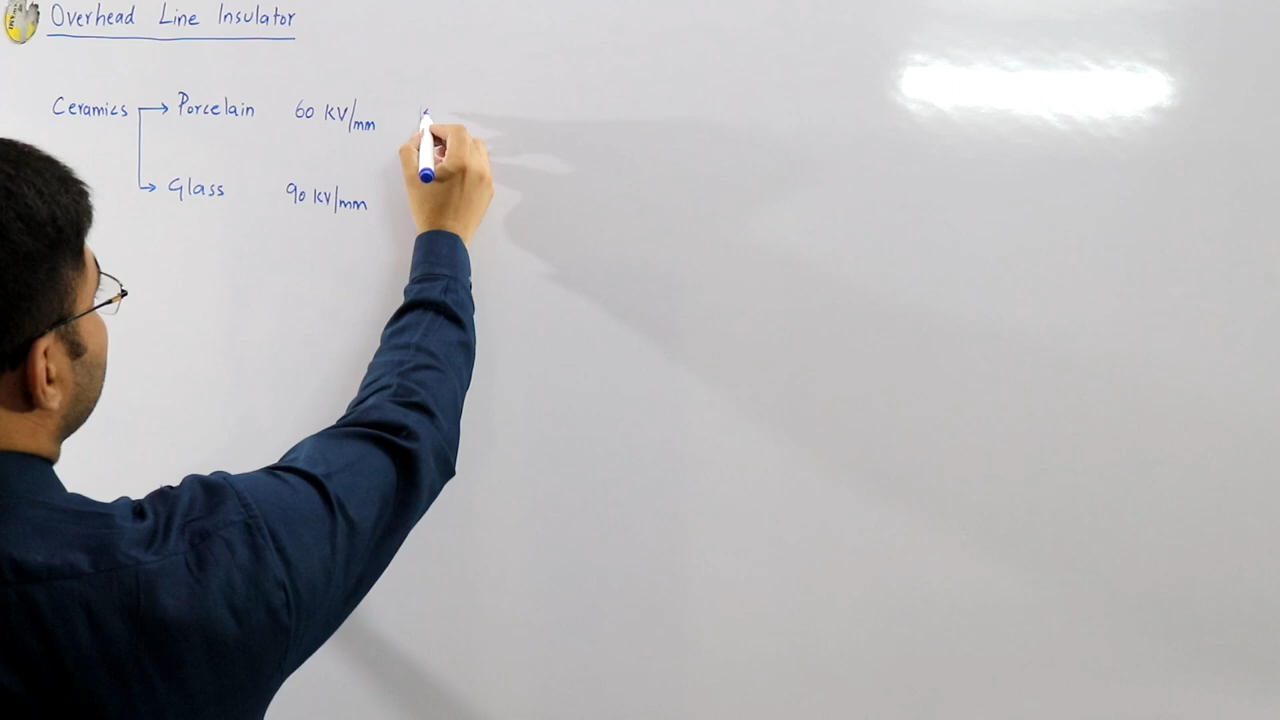 Overhead Line Insulator
Ceramics → Porcelain 60 KV/mm
→ Glass 90 KV/mm